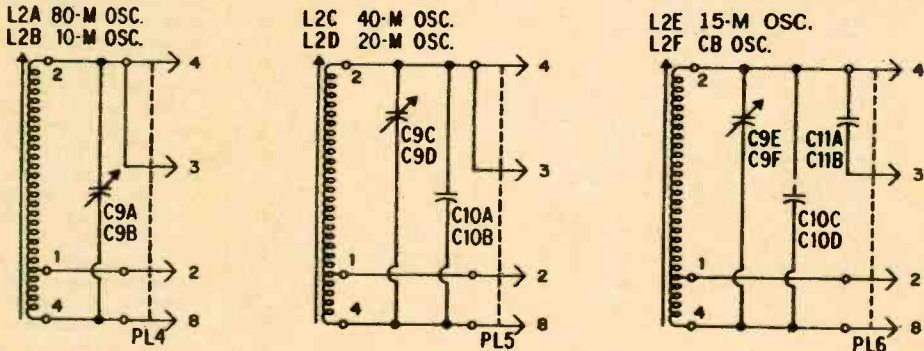 L2A 80-M OSC.
L2B 10-M OSC.
2
4
3
C9A
C9B
1
2
4
8
PL4
L2C 40-M OSC.
L2D 20-M OSC.
2
4
C9C
C9D
3
C10A
C10B
1
2
4
8
PL5
L2E 15-M OSC.
L2F CB OSC.
2
4
C9E
C9F
C11A
C11B
3
C10C
C10D
1
2
4
8
PL6